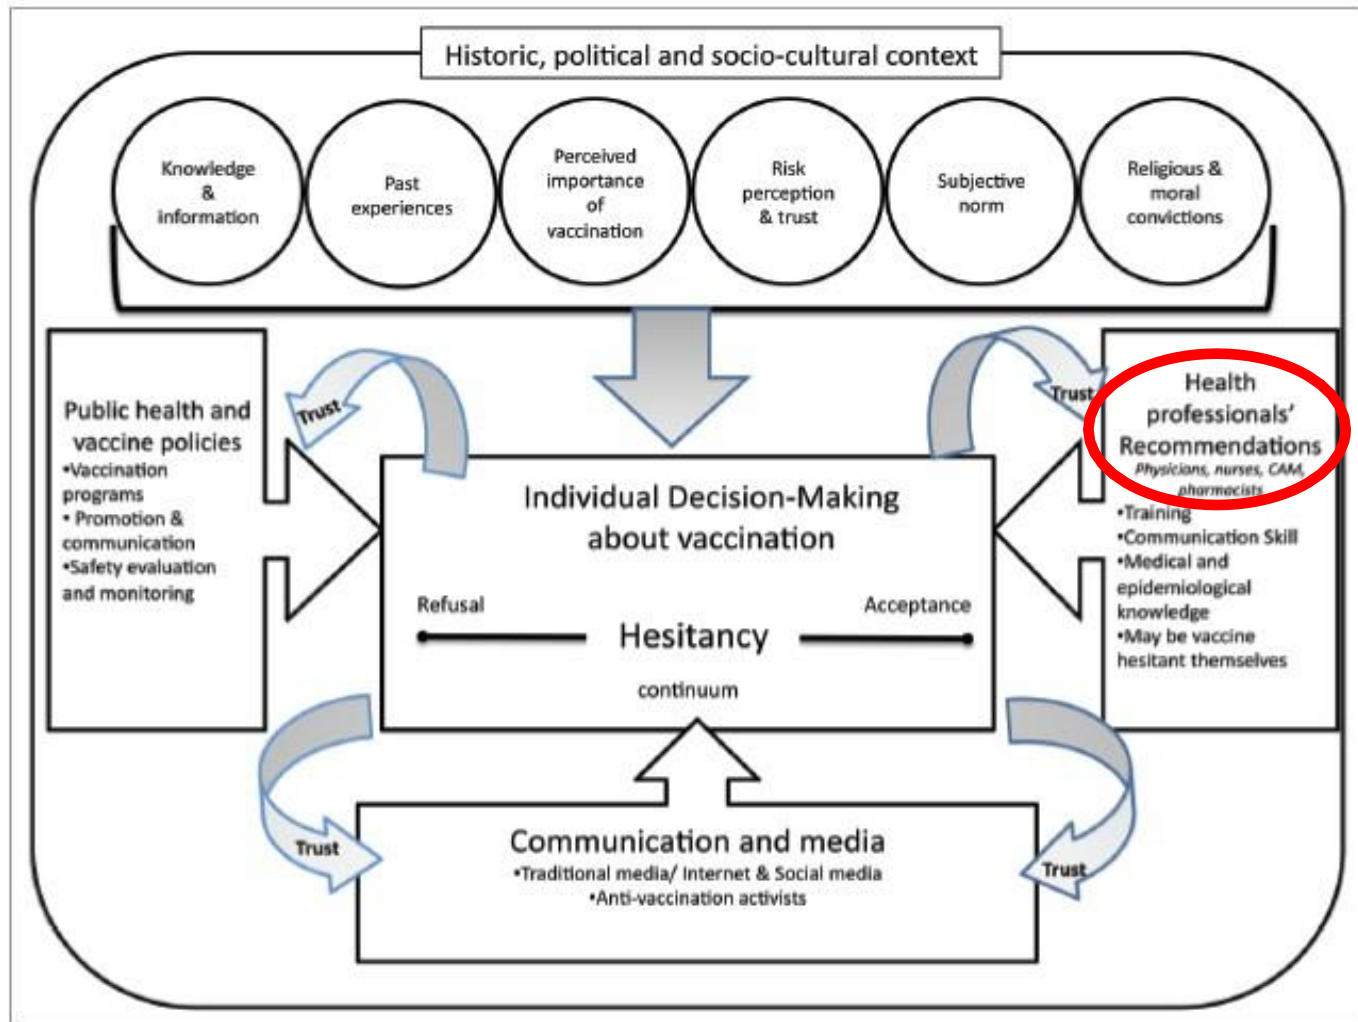 Historic, political and socio-cultural context
Knowledge
&
information
Past
experiences
Perceived
importance
of
vaccination
Risk
perception
& trust
Subjective
norm
Religious &
moral
convictions
Public health and
vaccine policies
•Vaccination
programs
• Promotion &
communication
•Safety evaluation
and monitoring
Trust
Trust
Health
professionals’
Recommendations
Physicians, nurses, CAM,
pharmacists
•Training
•Communication Skill
•Medical and
epidemiological
knowledge
•May be vaccine
hesitant themselves
Individual Decision-Making
about vaccination
Refusal
Acceptance
Hesitancy
continuum
Trust
Trust
Communication and media
•Traditional media/ Internet & Social media
•Anti-vaccination activists